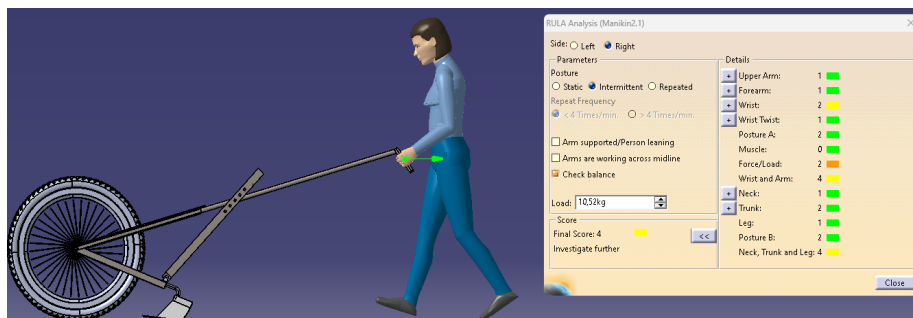 RULA Analysis (Manikin2.1)
Side: Left Right
Parameters
Posture
Static Intermittent Repeated
Repeat Frequency
< 4 Times/min. > 4 Times/min.
Arm supported/Person leaning
Arms are working across midline
Check balance
Load: 10,52kg
Score
Final Score: 4
<<
Investigate further
Details
+ Upper Arm: 1
+ Forearm: 1
+ Wrist: 2
+ Wrist Twist: 1
Posture A: 2
Muscle: 0
Force/Load: 2
Wrist and Arm: 4
+ Neck: 1
+ Trunk: 2
Leg: 1
Posture B: 2
Neck, Trunk and Leg: 4
Close